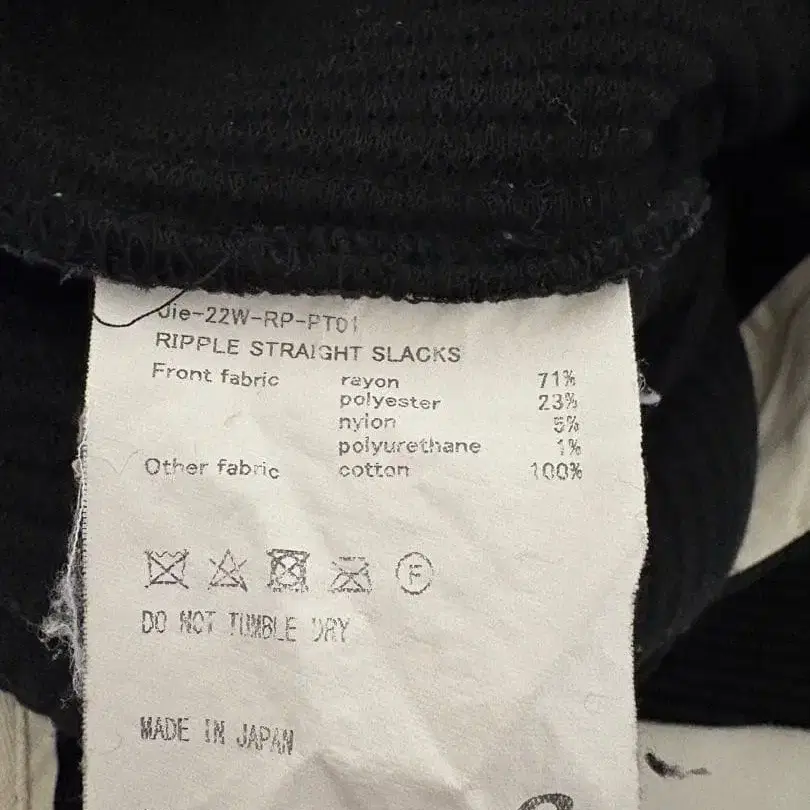 Jie-22W-RP-PT01
RIPPLE STRAIGHT SLACKS
Front fabric rayon 71%
polyester 23%
nylon 5%
polyurethane 1%
Other fabric cotton 100%
F
DO NOT TUMBLE DRY
MADE IN JAPAN